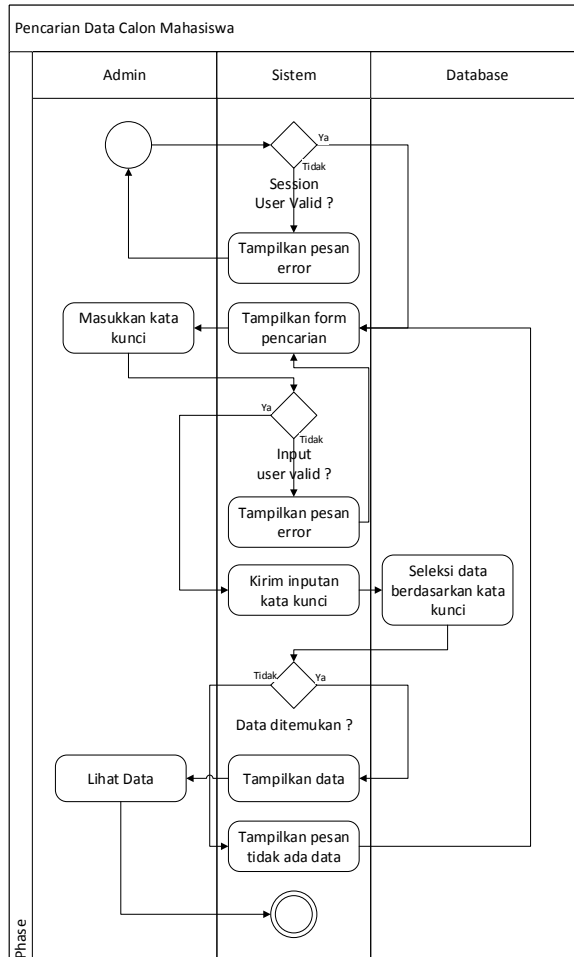 Pencarian Data Calon Mahasiswa
Admin
Sistem
Database
Ya
Tidak
Session
User Valid ?
Tampilkan pesan
error
Masukkan kata
kunci
Tampilkan form
pencarian
Ya
Tidak
Input
user valid ?
Tampilkan pesan
error
Kirim inputan
kata kunci
Seleksi data
berdasarkan kata
kunci
Tidak
Ya
Data ditemukan ?
Lihat Data
Tampilkan data
Tampilkan pesan
tidak ada data
Phase